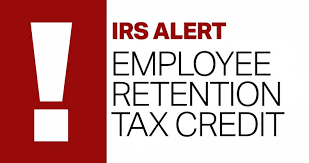 !
IRS ALERT
EMPLOYEE
RETENTION
TAX CREDIT